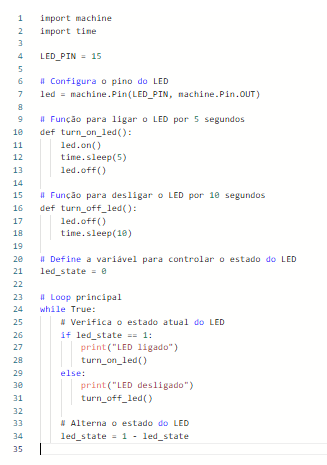 1 import machine
2 import time
3
4 LED_PIN = 15
5
6 # Configura o pino do LED
7 led = machine.Pin(LED_PIN, machine.Pin.OUT)
8
9 # Função para ligar o LED por 5 segundos
10 def turn_on_led():
11     led.on()
12     time.sleep(5)
13     led.off()
14
15 # Função para desligar o LED por 10 segundos
16 def turn_off_led():
17     led.off()
18     time.sleep(10)
19
20 # Define a variável para controlar o estado do LED
21 led_state = 0
22
23 # Loop principal
24 while True:
25     # Verifica o estado atual do LED
26     if led_state == 1:
27         print("LED ligado")
28         turn_on_led()
29     else:
30         print("LED desligado")
31         turn_off_led()
32
33     # Alterna o estado do LED
34     led_state = 1 - led_state
35